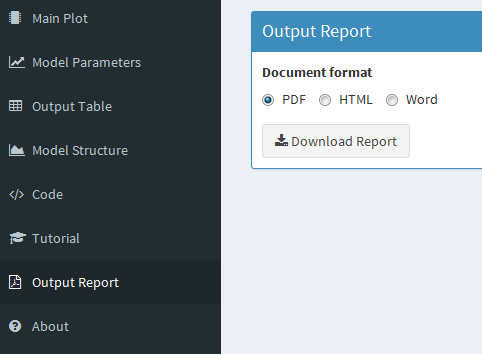 Main Plot
Model Parameters
Output Table
Model Structure
Code
Tutorial
Output Report
About
Output Report
Document format
PDF HTML Word
Download Report